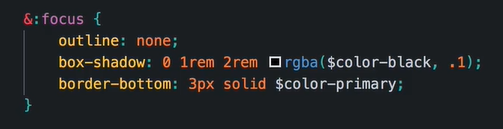 &:focus {
outline: none;
box-shadow: 0 1rem 2rem rgba($color-black, .1);
border-bottom: 3px solid $color-primary;
}